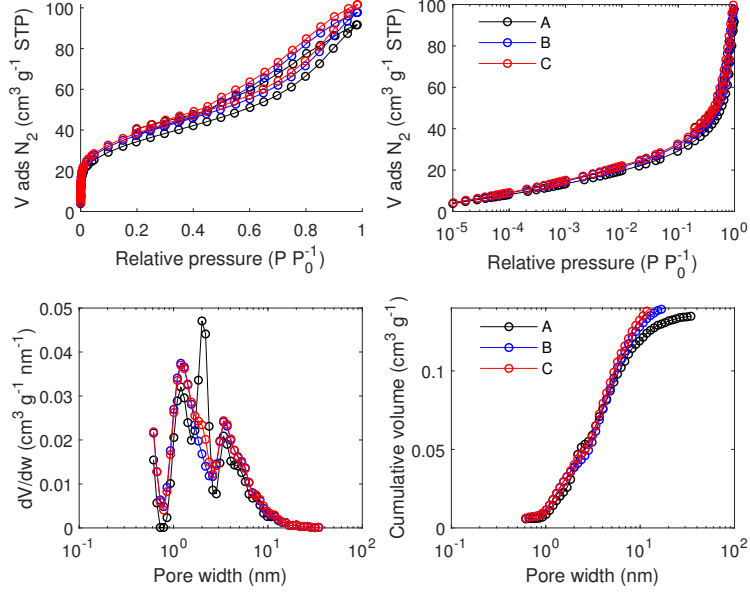 100
80
60
40
20
0
V ads N2 (cm3 g-1 STP)
0 0.2 0.4 0.6 0.8 1
Relative pressure (P P0-1)
100
80
60
40
20
0
V ads N2 (cm3 g-1 STP)
A
B
C
10-5 10-4 10-3 10-2 10-1 100
Relative pressure (P P0-1)
0.05
0.04
0.03
0.02
0.01
0
dV/dw (cm3 g-1 nm-1)
10-1 100 101 102
Pore width (nm)
0.1
0.05
0
Cumulative volume (cm3 g-1)
A
B
C
10-1 100 101 102
Pore width (nm)